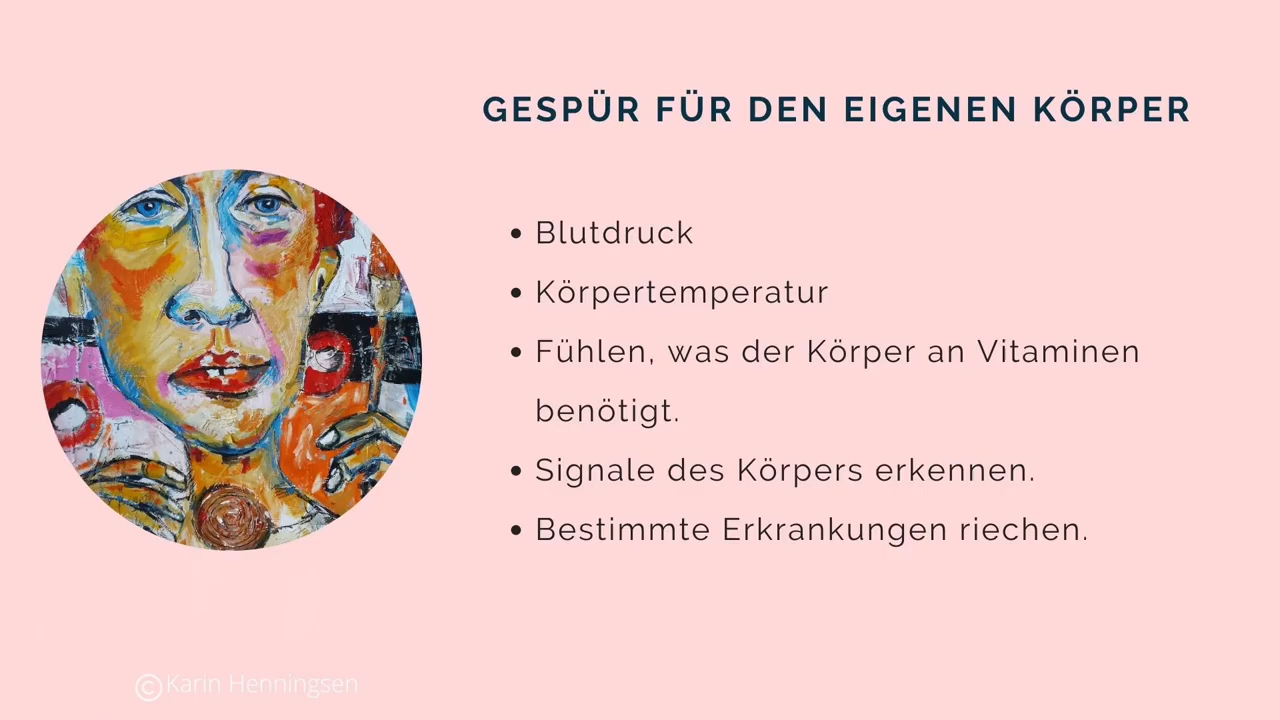 GESPÜR FÜR DEN EIGENEN KÖRPER
• Blutdruck
• Körpertemperatur
• Fühlen, was der Körper an Vitaminen
benötigt.
• Signale des Körpers erkennen.
• Bestimmte Erkrankungen riechen.
©Karin Henningsen